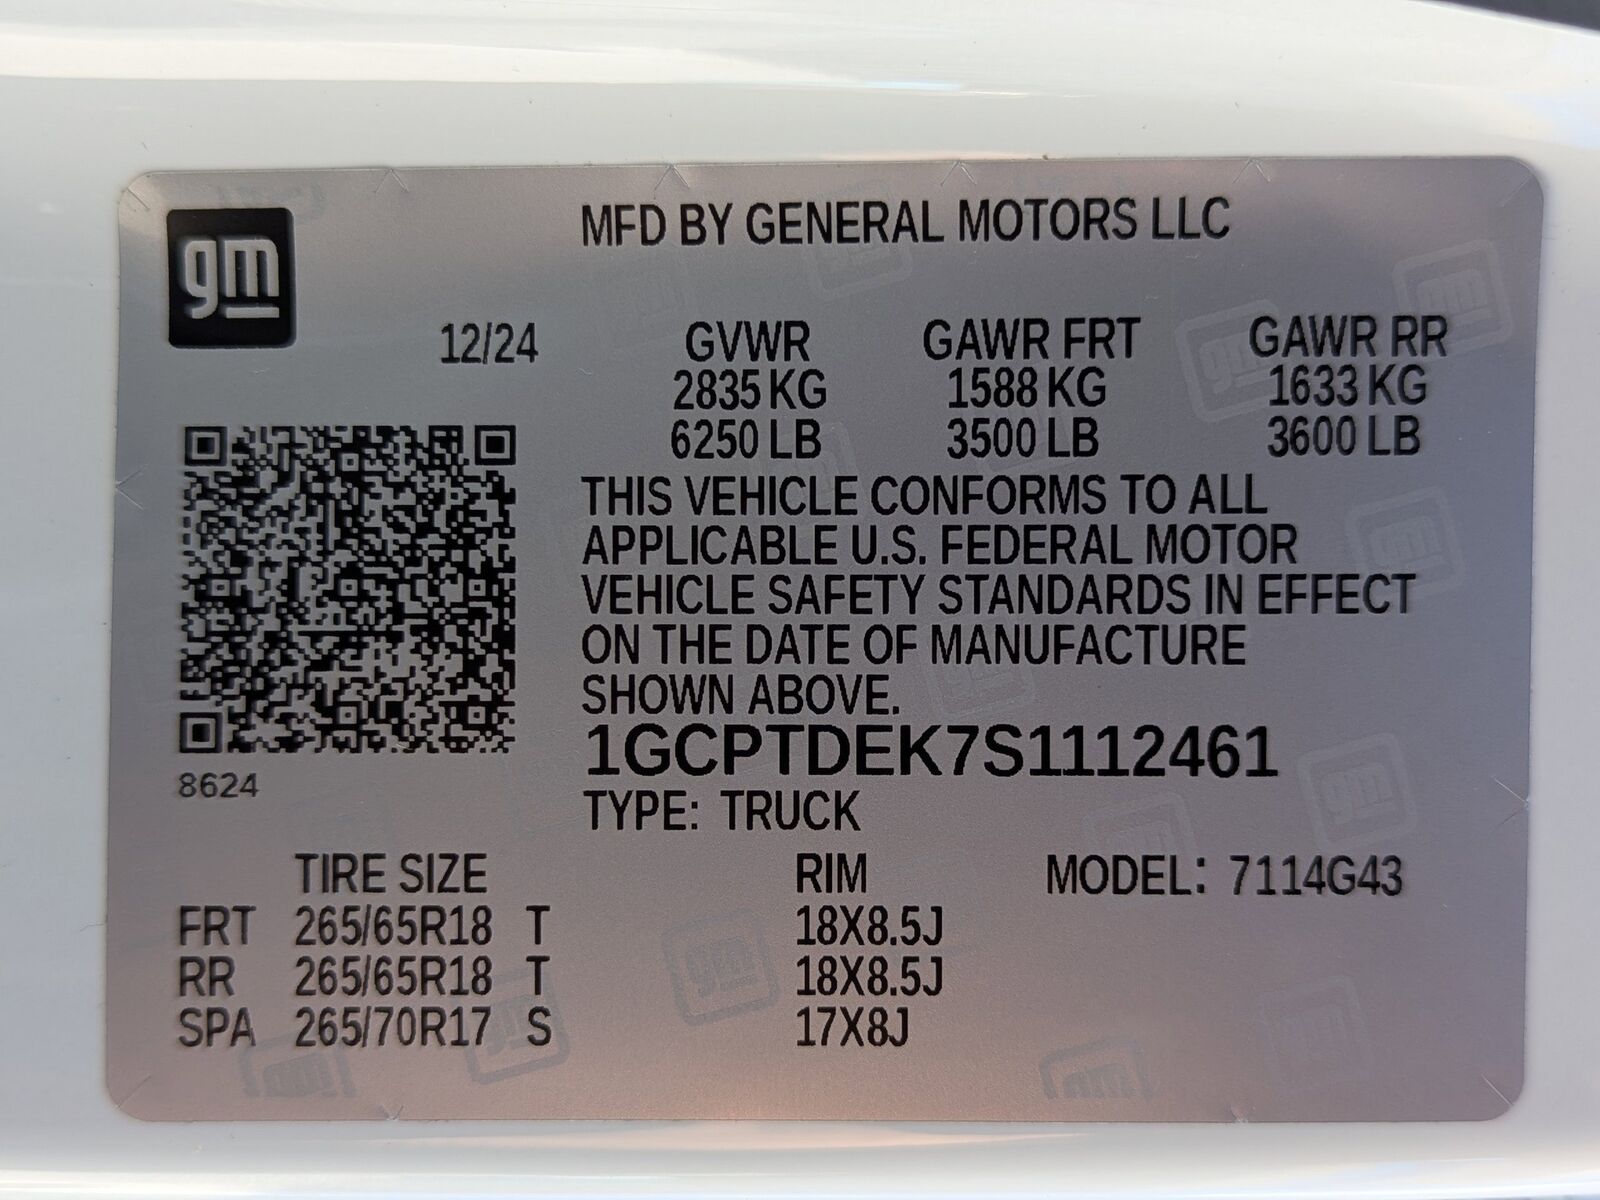 gm
MFD BY GENERAL MOTORS LLC
12/24 GVWR GAWR FRT GAWR RR
2835 KG 1588 KG 1633 KG
6250 LB 3500 LB 3600 LB
THIS VEHICLE CONFORMS TO ALL
APPLICABLE U.S. FEDERAL MOTOR
VEHICLE SAFETY STANDARDS IN EFFECT
ON THE DATE OF MANUFACTURE
SHOWN ABOVE.
1GCPTDEK7S1112461
8624
TYPE: TRUCK
TIRE SIZE RIM MODEL: 7114G43
FRT 265/65R18 T 18X8.5J
RR 265/65R18 T 18X8.5J
SPA 265/70R17 S 17X8J